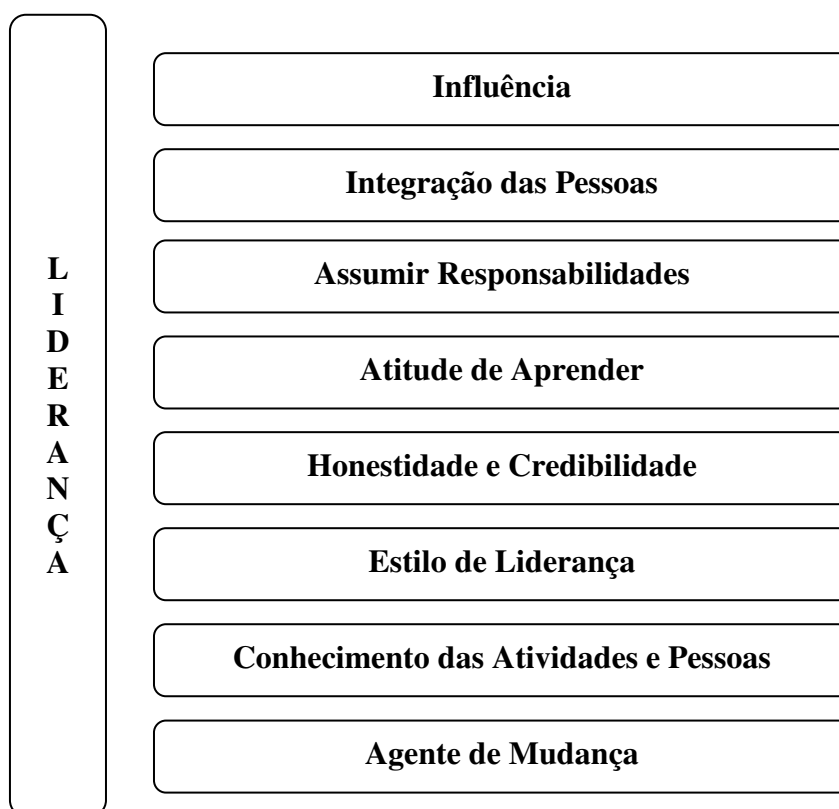 L
I
D
E
R
A
N
Ç
A
Influência
Integração das Pessoas
Assumir Responsabilidades
Atitude de Aprender
Honestidade e Credibilidade
Estilo de Liderança
Conhecimento das Atividades e Pessoas
Agente de Mudança